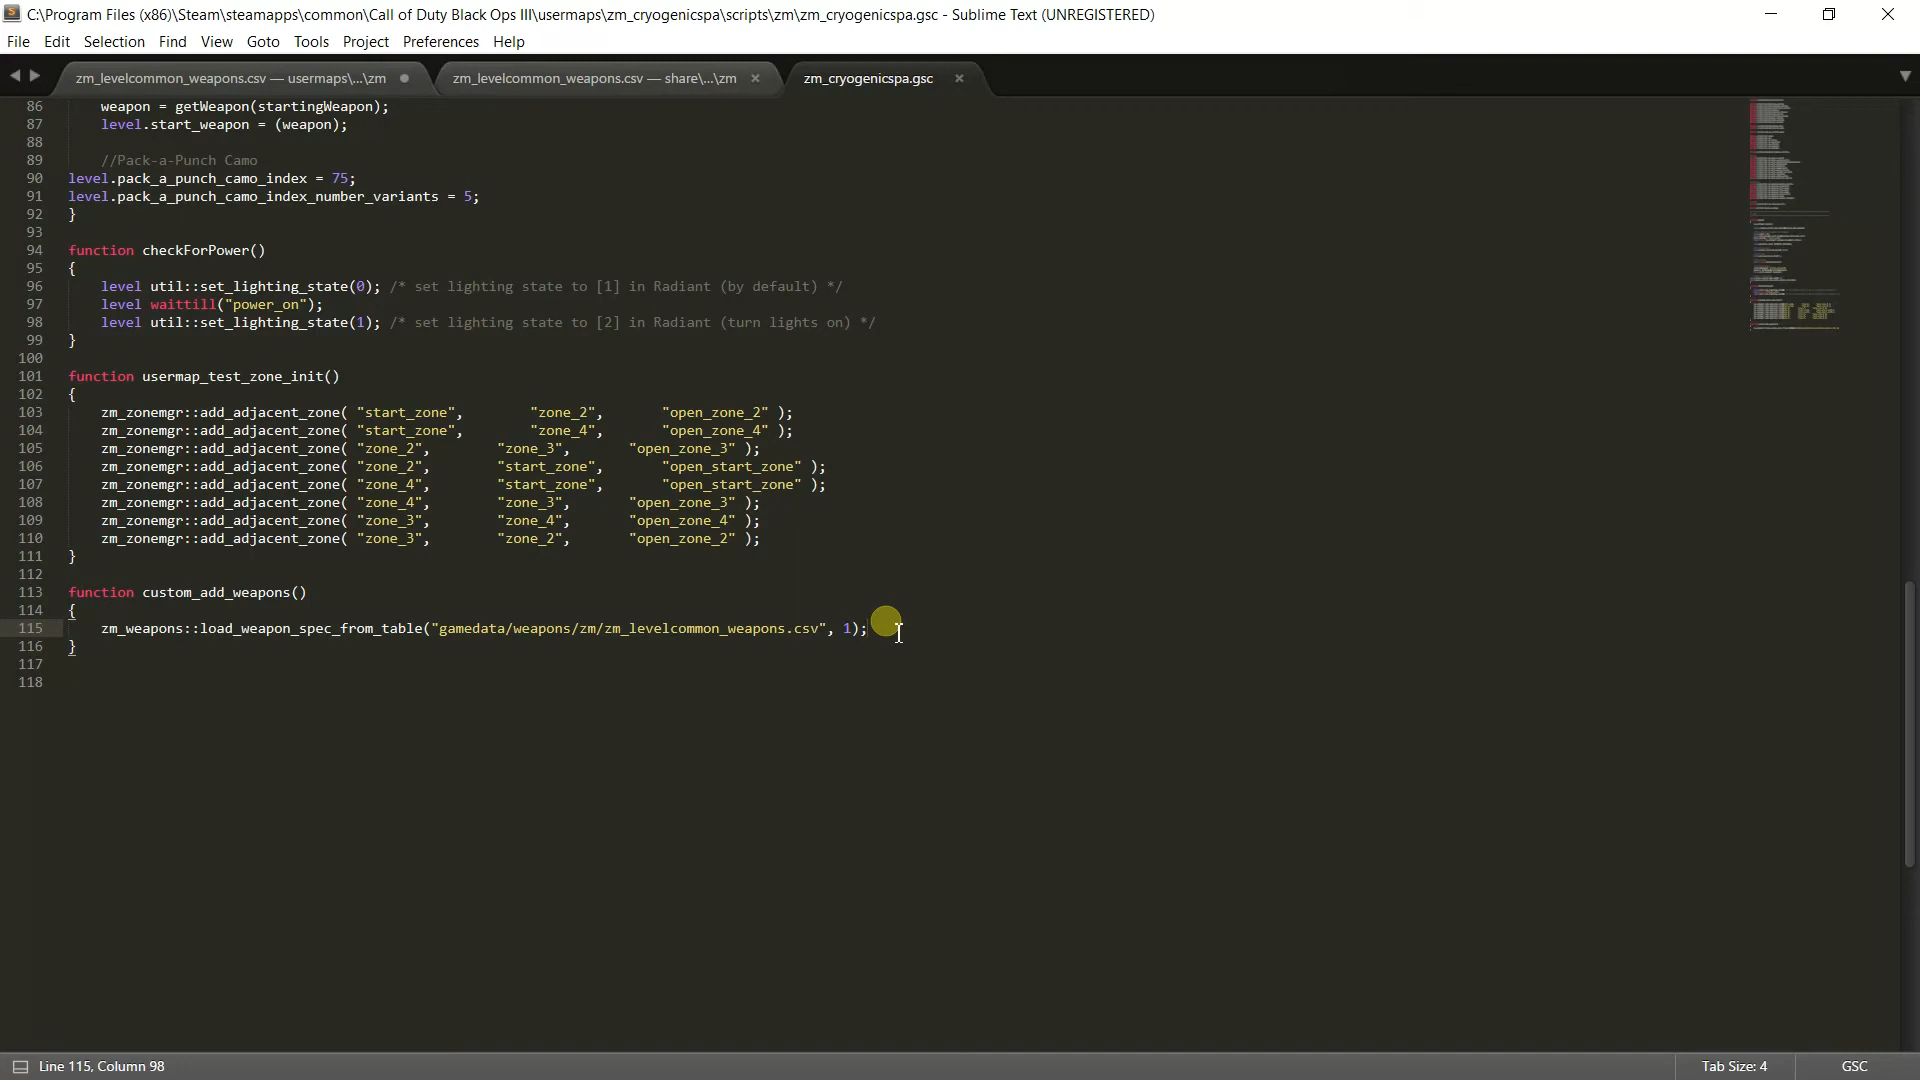 C:\Program Files (x86)\Steam\steamapps\common\Call of Duty Black Ops III\usermaps\zm_cryogenicspa\scripts\zm\zm_cryogenicspa.gsc - Sublime Text (UNREGISTERED)
File Edit Selection Find View Goto Tools Project Preferences Help
zm_levelcommon_weapons.csv — usermaps\...\zm zm_levelcommon_weapons.csv — share\...\zm zm_cryogenicspa.gsc
86 weapon = getWeapon(startingWeapon);
87 level.start_weapon = (weapon);
88
89 //Pack-a-Punch Camo
90 level.pack_a_punch_camo_index = 75;
91 level.pack_a_punch_camo_index_number_variants = 5;
92 }
93
94 function checkForPower()
95 {
96 level util::set_lighting_state(0); /* set lighting state to [1] in Radiant (by default) */
97 level waittill("power_on");
98 level util::set_lighting_state(1); /* set lighting state to [2] in Radiant (turn lights on) */
99 }
100
101 function usermap_test_zone_init()
102 {
103 zm_zonemgr::add_adjacent_zone( "start_zone", "zone_2", "open_zone_2" );
104 zm_zonemgr::add_adjacent_zone( "start_zone", "zone_4", "open_zone_4" );
105 zm_zonemgr::add_adjacent_zone( "zone_2", "zone_3", "open_zone_3" );
106 zm_zonemgr::add_adjacent_zone( "zone_2", "start_zone", "open_start_zone" );
107 zm_zonemgr::add_adjacent_zone( "zone_4", "start_zone", "open_start_zone" );
108 zm_zonemgr::add_adjacent_zone( "zone_4", "zone_3", "open_zone_3" );
109 zm_zonemgr::add_adjacent_zone( "zone_3", "zone_4", "open_zone_4" );
110 zm_zonemgr::add_adjacent_zone( "zone_3", "zone_2", "open_zone_2" );
111 }
112
113 function custom_add_weapons()
114 {
115 zm_weapons::load_weapon_spec_from_table("gamedata/weapons/zm/zm_levelcommon_weapons.csv", 1);
116 }
117
118
Line 115, Column 98 Tab Size: 4 GSC